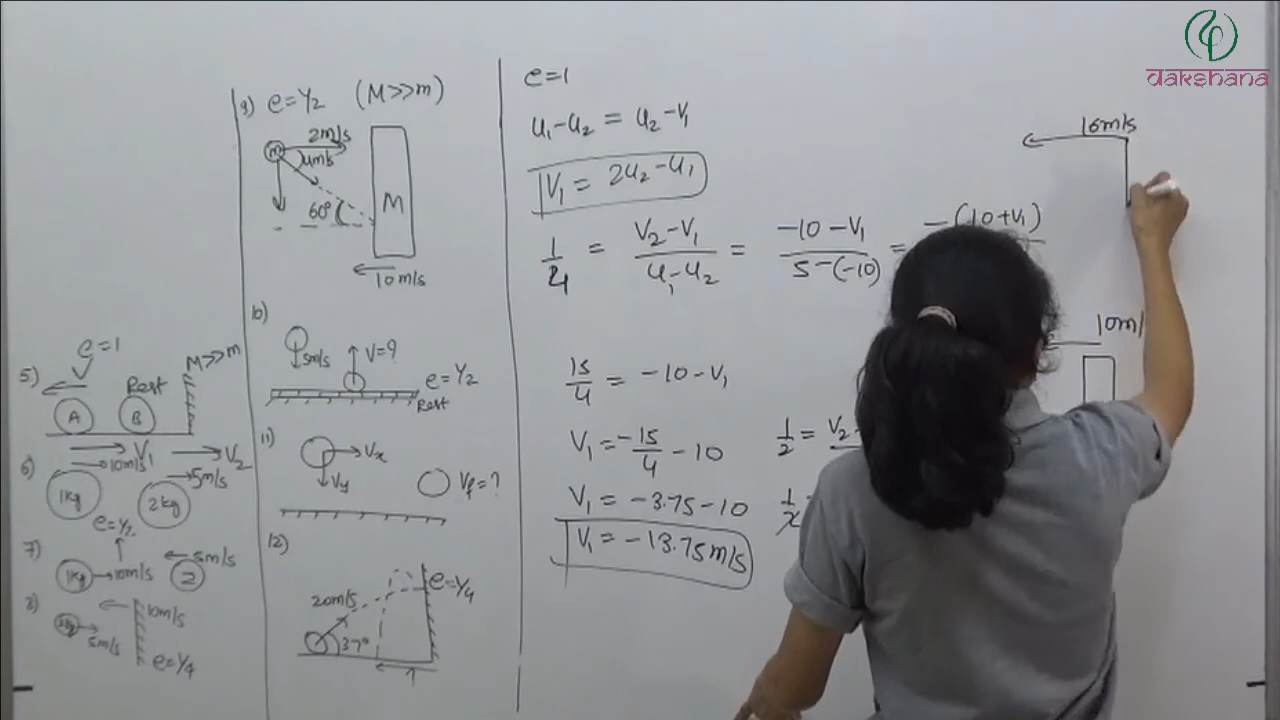 dakshana
5) e=1
M>>m
Rest
A B
V1 V2
6) 10m/s 5m/s
1kg 2kg
e=1/2
7) 1kg 10m/s 5m/s
2
8) 10m/s
5m/s
e=1/4
9) e=1/2 (M>>m)
m 2m/s
4m/s
60° M
10m/s
10)
5m/s V=?
e=1/2
Rest
11)
Vx
Vy Vf=?
12)
20m/s e=1/4
37°
?
e=1
u1-u2 = u2-V1
V1 = 2u2-u1
1/4 = V2-V1/u1-u2 = -10-V1/5-(-10) = -(10+V1)
15/4 = -10-V1
V1 = -15/4 - 10
V1 = -3.75-10
V1 = -13.75m/s
1/2 = V2
16m/s
10m/